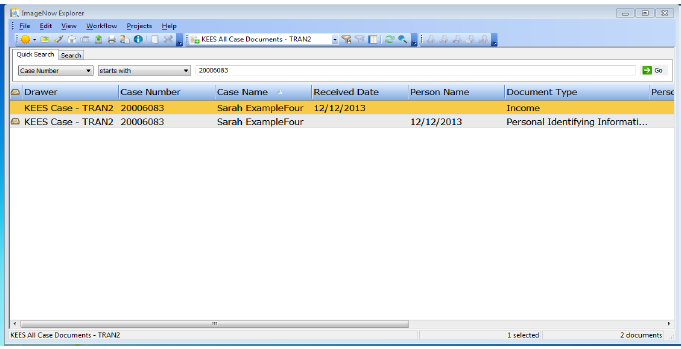 ImageNow Explorer
File Edit View Workflow Projects Help
KEES All Case Documents - TRAN2
Quick Search Search
Case Number starts with 20006083 Go
Drawer Case Number Case Name Received Date Person Name Document Type Perso
KEES Case - TRAN2 20006083 Sarah ExampleFour 12/12/2013 Income
KEES Case - TRAN2 20006083 Sarah ExampleFour 12/12/2013 Personal Identifying Informati...
KEES All Case Documents - TRAN2 1 selected 2 documents